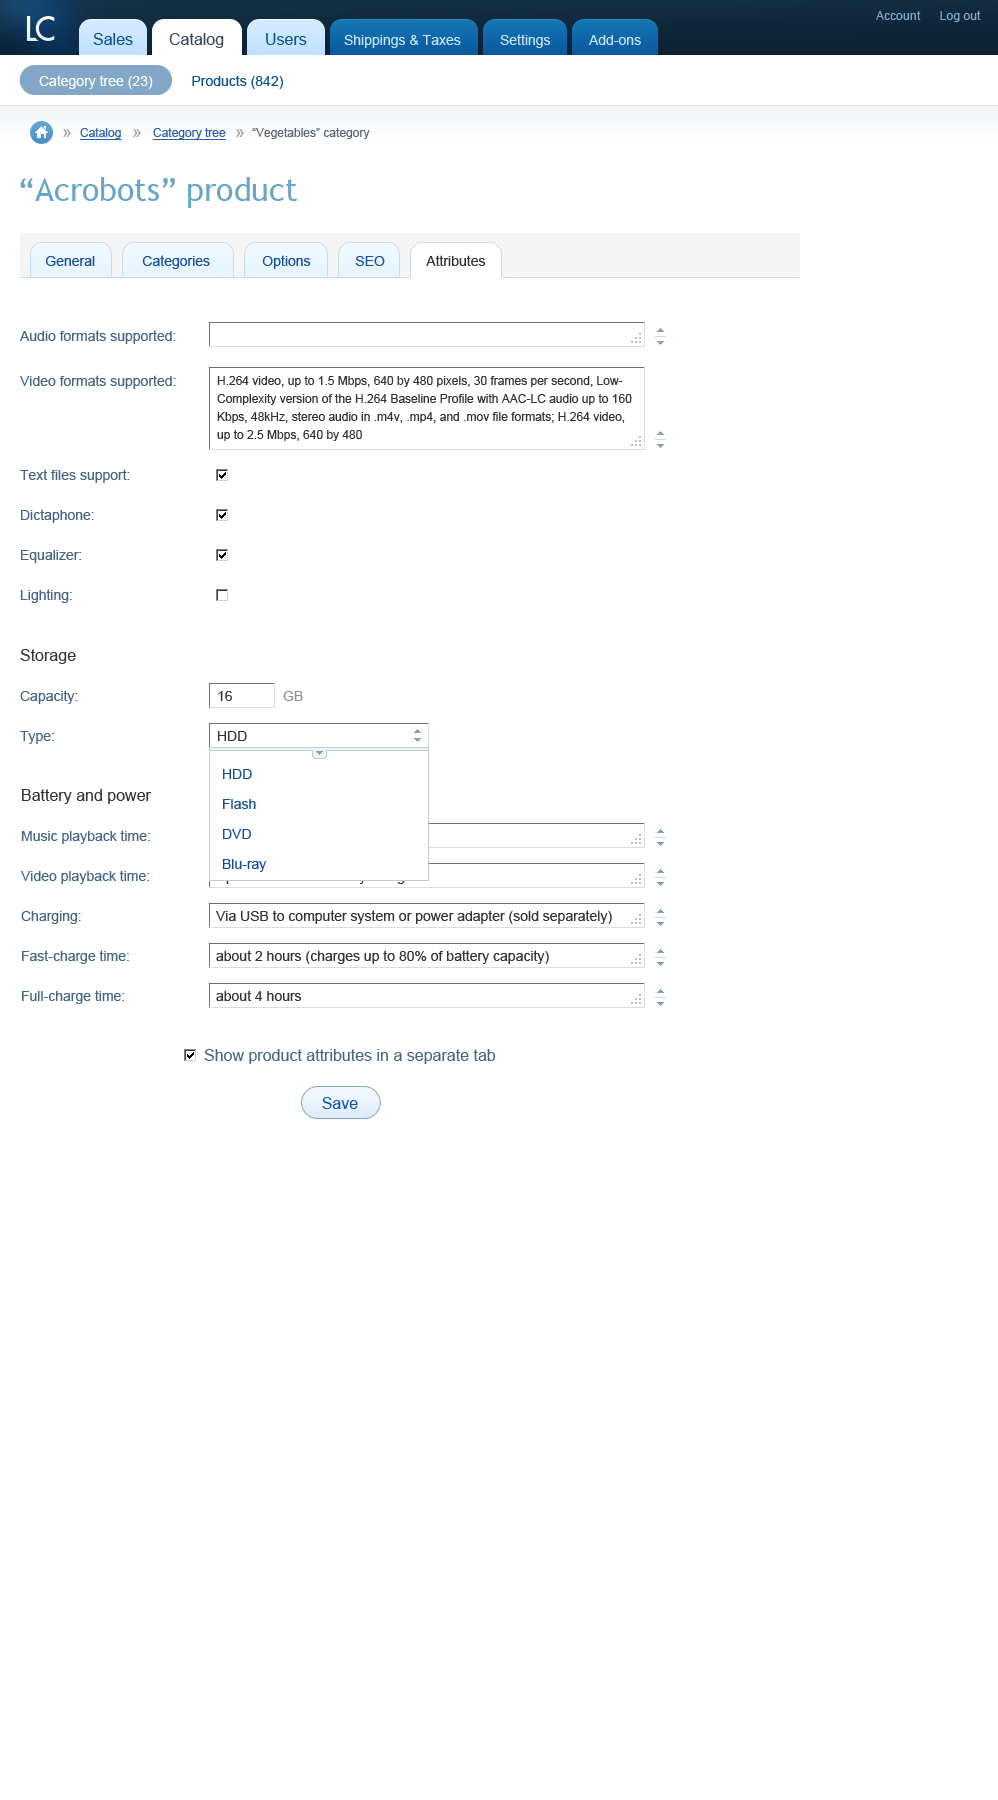 LC
Sales
Catalog
Users
Shippings & Taxes
Settings
Add-ons
Account
Log out
Category tree (23)
Products (842)
» Catalog » Category tree » “Vegetables” category
“Acrobots” product
General
Categories
Options
SEO
Attributes
Audio formats supported:
Video formats supported:
H.264 video, up to 1.5 Mbps, 640 by 480 pixels, 30 frames per second, Low-
Complexity version of the H.264 Baseline Profile with AAC-LC audio up to 160
Kbps, 48kHz, stereo audio in .m4v, .mp4, and .mov file formats; H.264 video,
up to 2.5 Mbps, 640 by 480
Text files support:
Dictaphone:
Equalizer:
Lighting:
Storage
Capacity:
16
GB
Type:
HDD
HDD
Flash
DVD
Blu-ray
Battery and power
Music playback time:
Video playback time:
Charging:
Via USB to computer system or power adapter (sold separately)
Fast-charge time:
about 2 hours (charges up to 80% of battery capacity)
Full-charge time:
about 4 hours
Show product attributes in a separate tab
Save